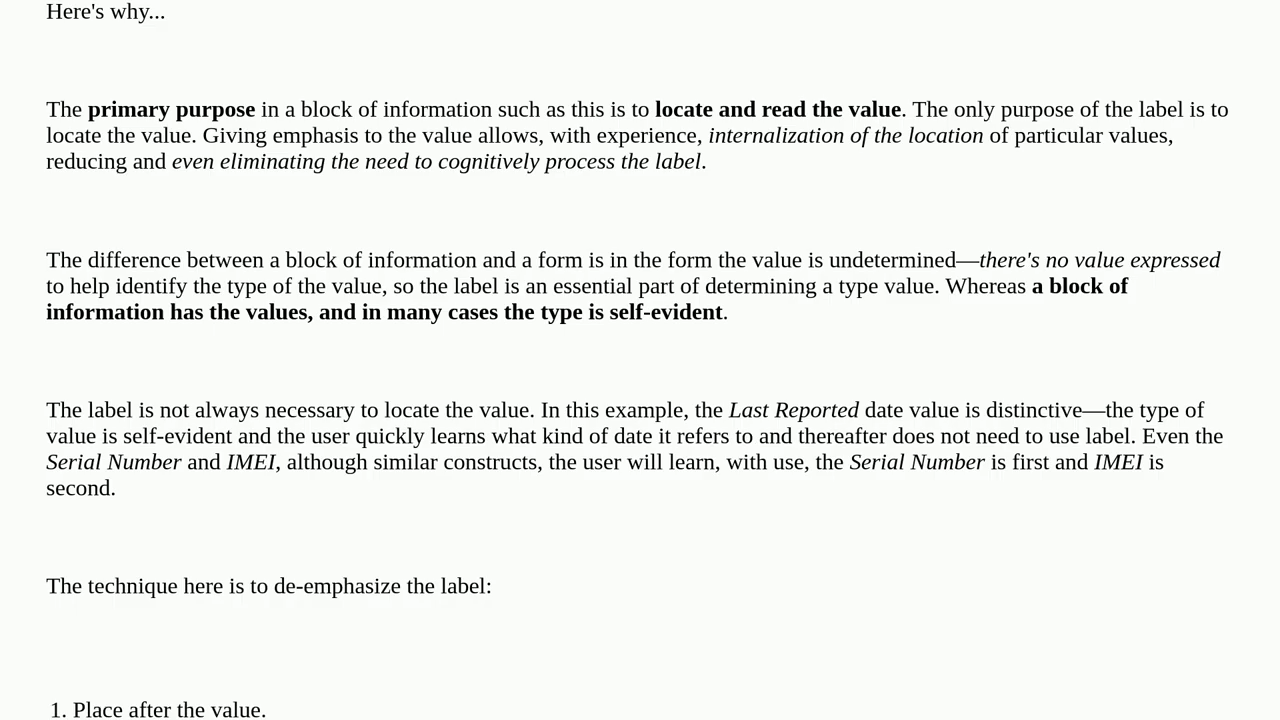 Here's why...
The primary purpose in a block of information such as this is to locate and read the value. The only purpose of the label is to
locate the value. Giving emphasis to the value allows, with experience, internalization of the location of particular values,
reducing and even eliminating the need to cognitively process the label.
The difference between a block of information and a form is in the form the value is undetermined—there's no value expressed
to help identify the type of the value, so the label is an essential part of determining a type value. Whereas a block of
information has the values, and in many cases the type is self-evident.
The label is not always necessary to locate the value. In this example, the Last Reported date value is distinctive—the type of
value is self-evident and the user quickly learns what kind of date it refers to and thereafter does not need to use label. Even the
Serial Number and IMEI, although similar constructs, the user will learn, with use, the Serial Number is first and IMEI is
second.
The technique here is to de-emphasize the label:
1. Place after the value.